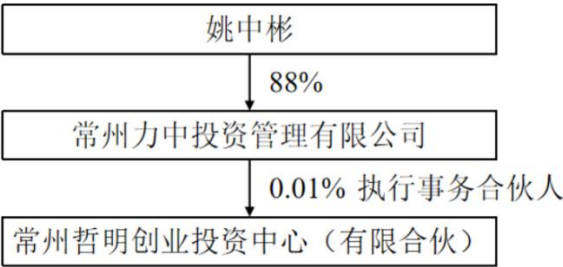 姚中彬
88%
常州力中投资管理有限公司
0.01% 执行事务合伙人
常州哲明创业投资中心（有限合伙）